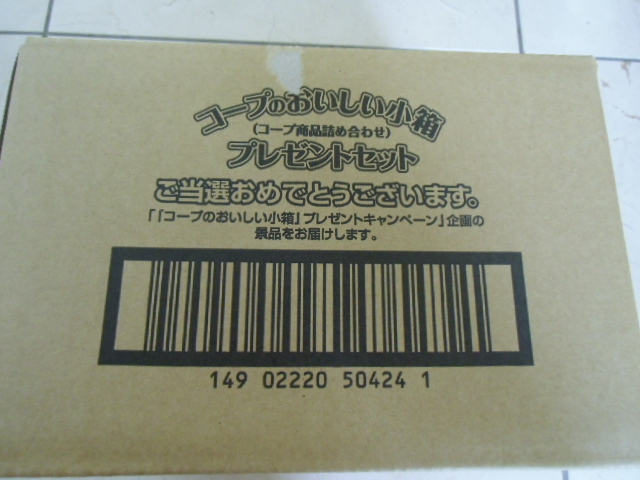 コープのおいしい小箱
(コープ商品詰め合わせ)
プレゼントセット
ご当選おめでとうございます。
「「コープのおいしい小箱」プレゼントキャンペーン」企画の
景品をお届けします。
149 02220 50424 1